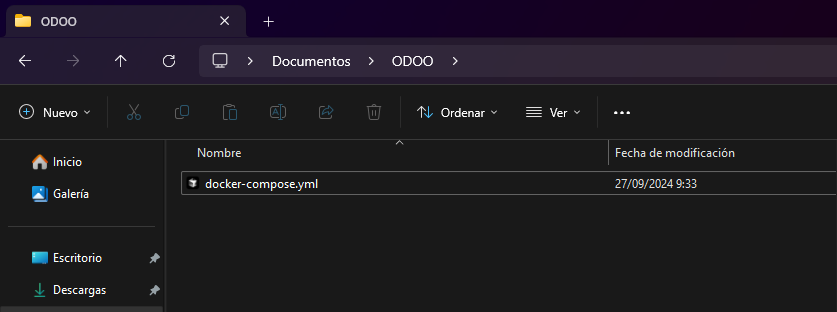 ODOO
Documentos ODOO
Nuevo Ordenar Ver
Inicio
Galería
Escritorio
Descargas
Nombre Fecha de modificación
docker-compose.yml 27/09/2024 9:33